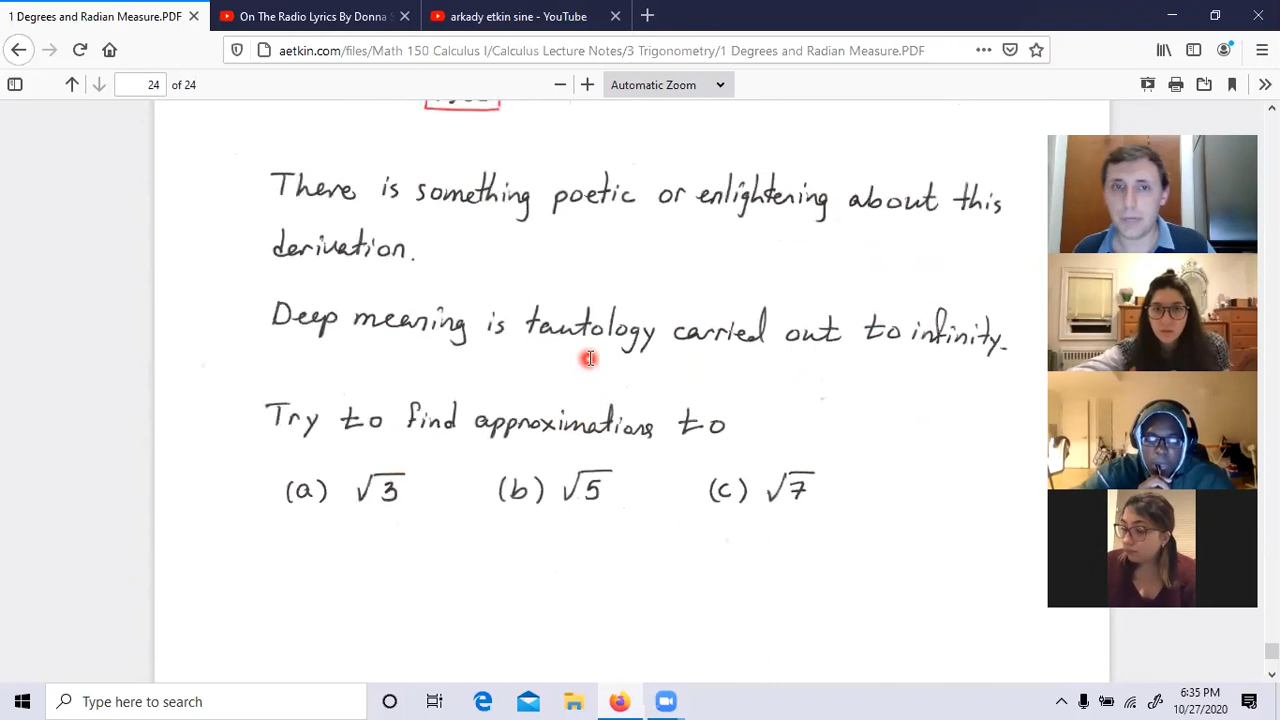 1 Degrees and Radian Measure.PDF
On The Radio Lyrics By Donna
arkady etkin sine - YouTube
aetkin.com/files/Math 150 Calculus I/Calculus Lecture Notes/3 Trigonometry/1 Degrees and Radian Measure.PDF
24 of 24
Automatic Zoom
There is something poetic or enlightening about this
derivation.
Deep meaning is tautology carried out to infinity.
Try to find approximations to
(a) √3 (b) √5 (c) √7
Type here to search
6:35 PM
10/27/2020